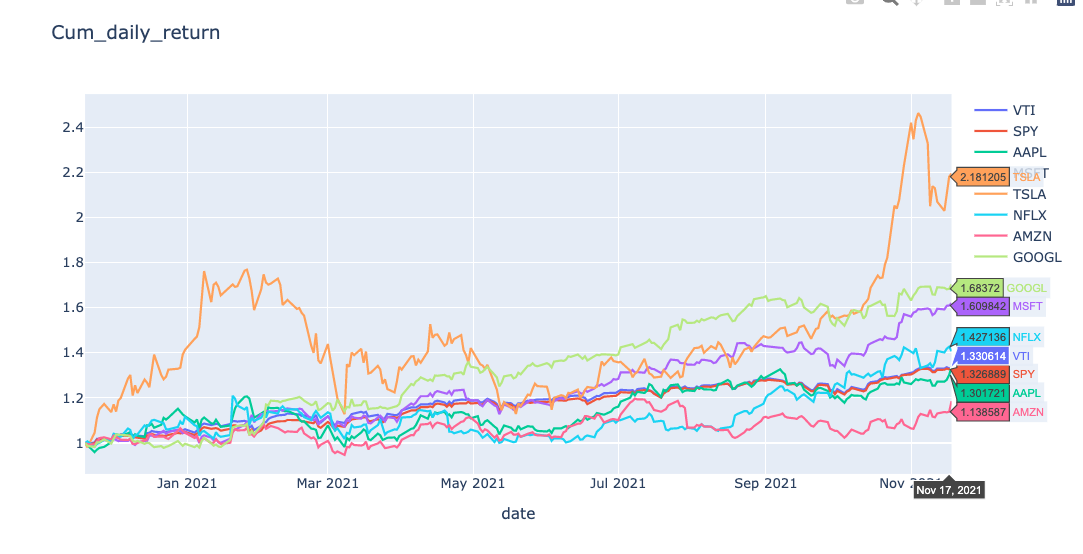 Cum_daily_return
2.4
2.2
2
1.8
1.6
1.4
1.2
1
Jan 2021
Mar 2021
May 2021
Jul 2021
Sep 2021
Nov 2021
date
VTI
SPY
AAPL
MSFT
TSLA
NFLX
AMZN
GOOGL
2.181205 TSLA
1.68372 GOOGL
1.609842 MSFT
1.427136 NFLX
1.330614 VTI
1.326889 SPY
1.301721 AAPL
1.138587 AMZN
Nov 17, 2021